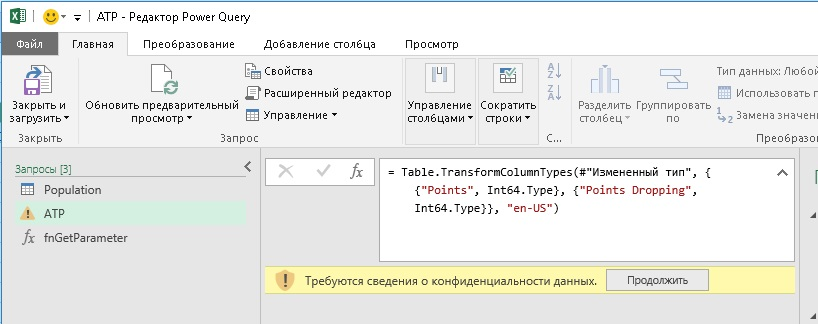 ATP - Редактор Power Query
Файл
Главная
Преобразование
Добавление столбца
Просмотр
Закрыть и
загрузить
Закрыть
Обновить предварительный
просмотр
Свойства
Расширенный редактор
Управление
Запрос
Управление
столбцами
Сократить
строки
С...
Разделить
столбец
Группировать
по
Тип данных: Любой
Использовать п
Замена значени
Преобразо
Запросы [3]
Population
ATP
fnGetParameter
= Table.TransformColumnTypes(#"Измененный тип", {
{"Points", Int64.Type}, {"Points Dropping",
Int64.Type}}, "en-US")
Требуются сведения о конфиденциальности данных.
Продолжить